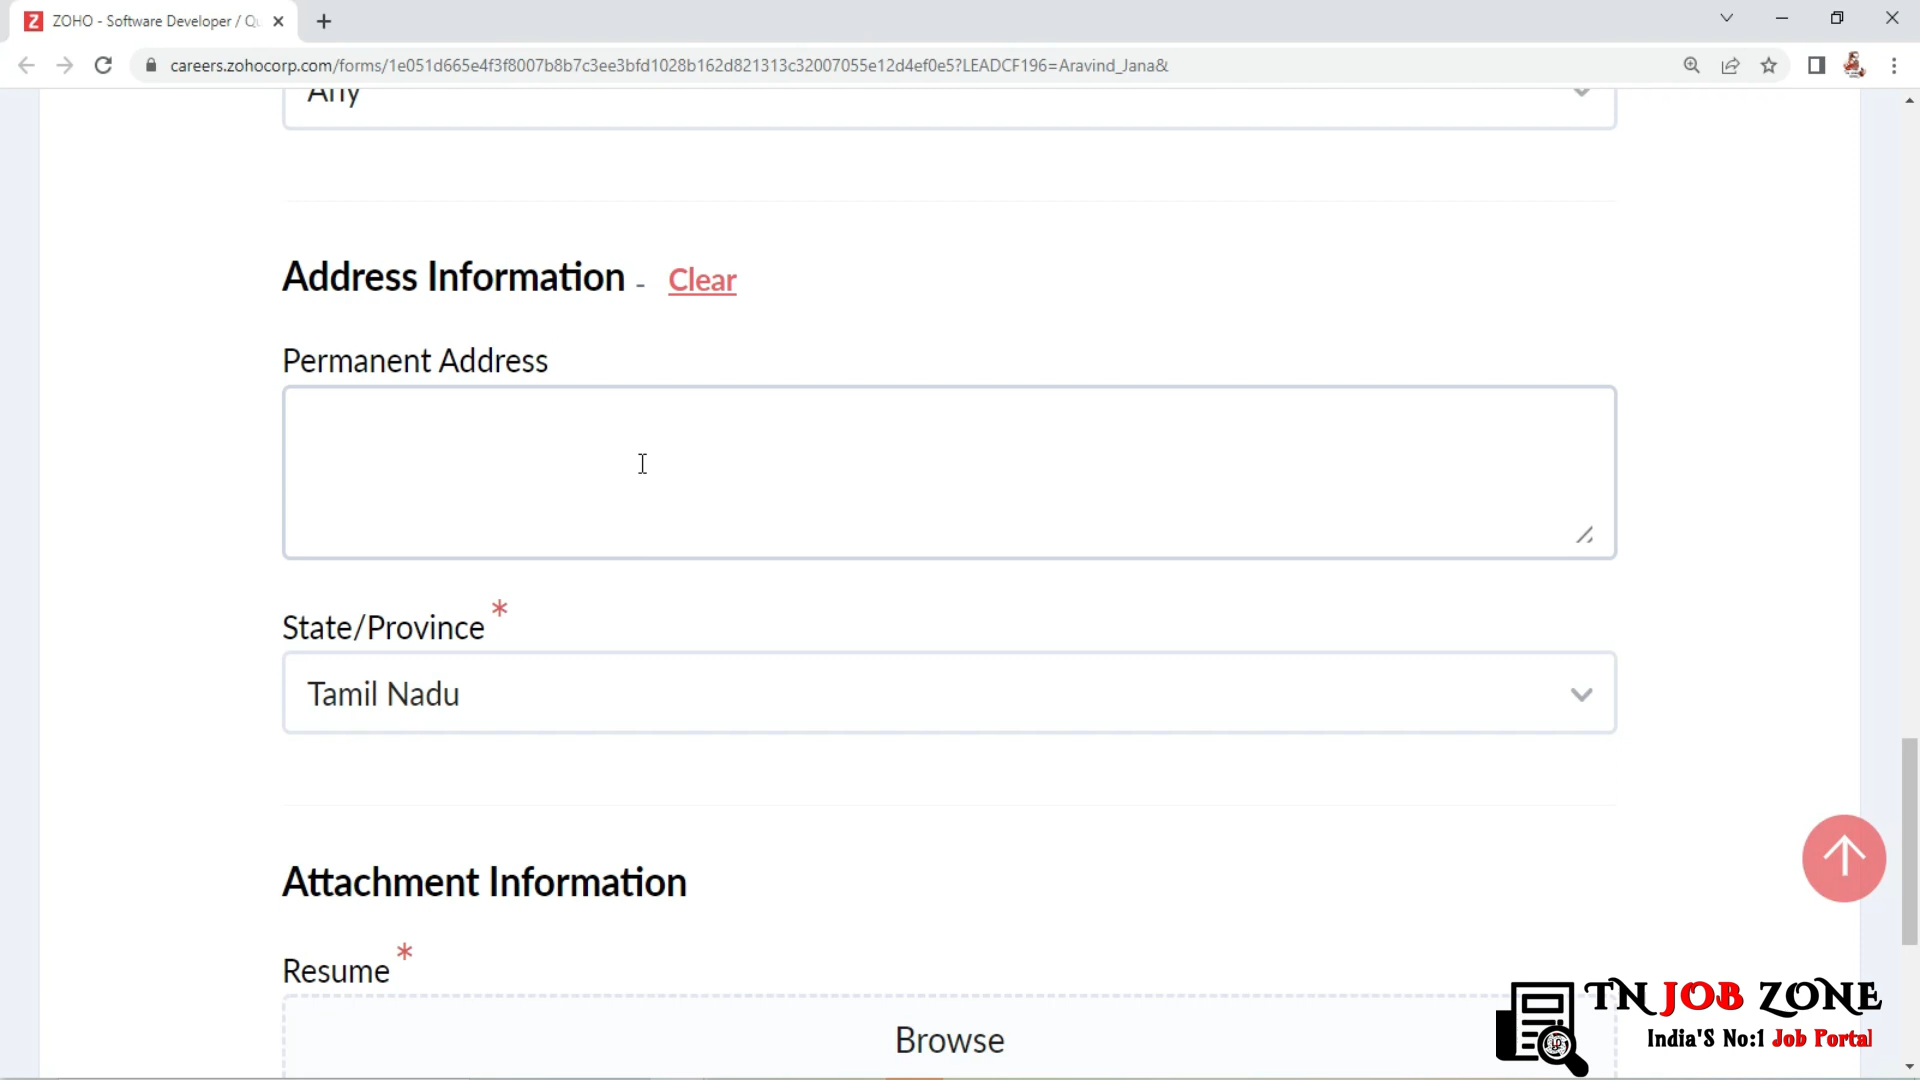 ZOHO - Software Developer / Qu
careers.zohocorp.com/forms/1e051d665e4f3f8007b8b7c3ee3bfd1028b162d821313c32007055e12d4ef0e5?LEADCF196=Aravind_Jana&
Any
Address Information - Clear
Permanent Address
State/Province *
Tamil Nadu
Attachment Information
Resume *
Browse
TN JOB ZONE
India'S No:1 Job Portal